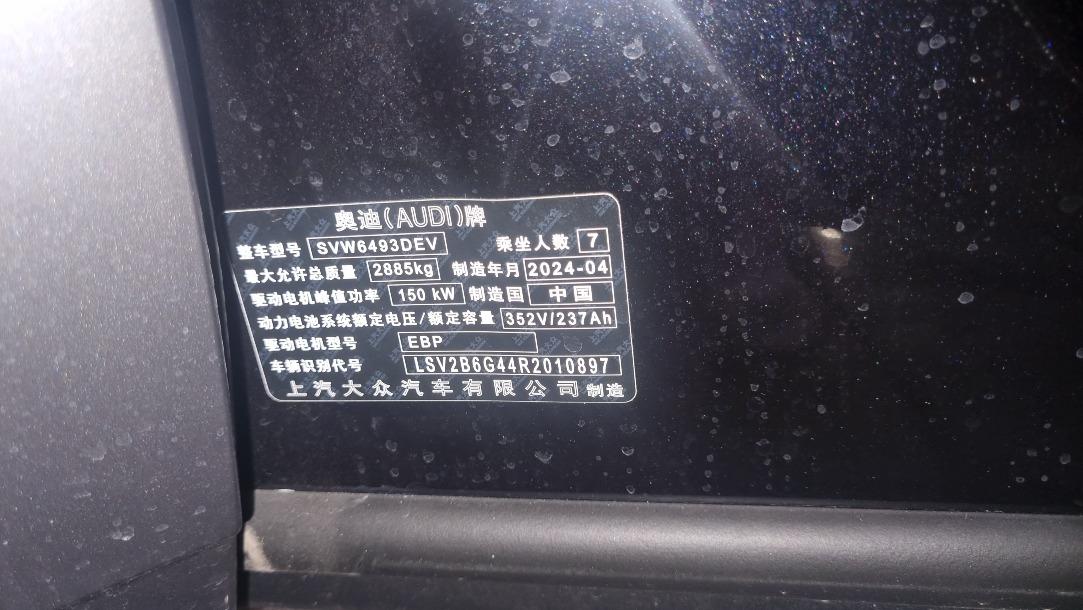 奥迪(AUDI)牌
整车型号 SVW6493DEV 乘坐人数 7
最大允许总质量 2885kg 制造年月 2024-04
驱动电机峰值功率 150 kW 制造国 中国
动力电池系统额定电压/额定容量 352V/237Ah
驱动电机型号 EBP
车辆识别代号 LSV2B6G44R2010897
上汽大众汽车有限公司 制造